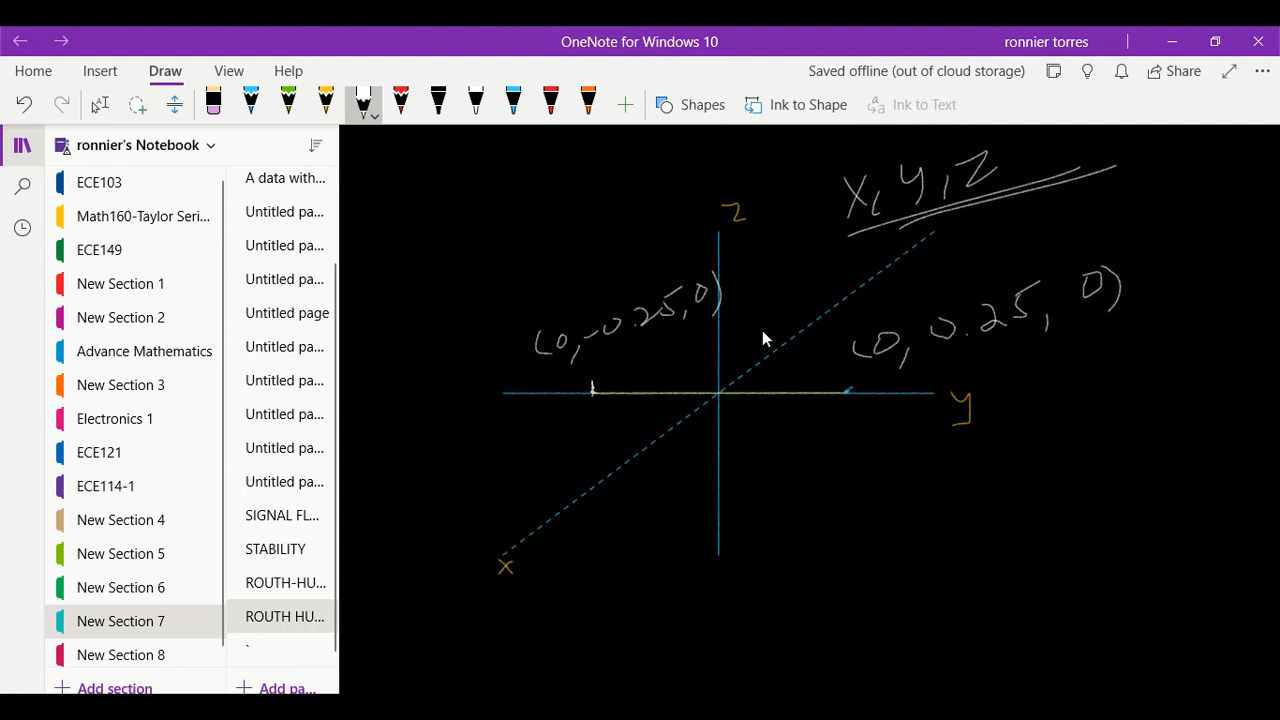 OneNote for Windows 10
ronnier torres
Home Insert Draw View Help
Saved offline (out of cloud storage)
Share
Shapes
Ink to Shape
Ink to Text
ronnier's Notebook
ECE103
Math160-Taylor Seri...
ECE149
New Section 1
New Section 2
Advance Mathematics
New Section 3
Electronics 1
ECE121
ECE114-1
New Section 4
New Section 5
New Section 6
New Section 7
New Section 8
Add section
A data with...
Untitled pa...
Untitled pa...
Untitled pa...
Untitled page
Untitled pa...
Untitled pa...
Untitled pa...
Untitled pa...
Untitled pa...
SIGNAL FL...
STABILITY
ROUTH-HU...
ROUTH HU...
`
Add pa...
x, y, z
z
(0, -0.25, 0)
(0, 0.25, 0)
y
x